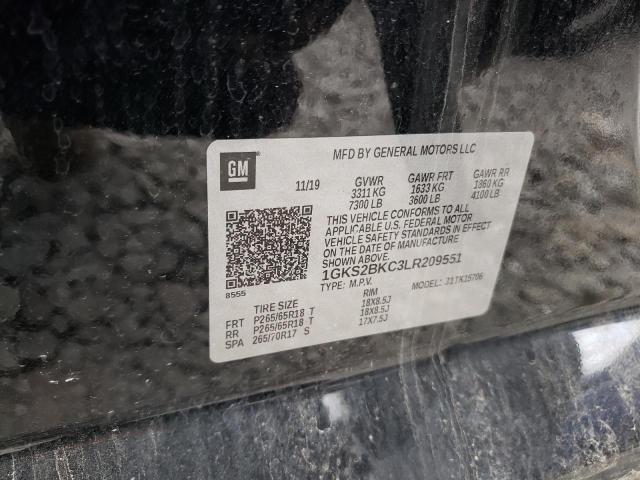 GM
MFD BY GENERAL MOTORS LLC
11/19 GVWR GAWR FRT GAWR RR
3311 KG 1633 KG 1860 KG
7300 LB 3600 LB 4100 LB
THIS VEHICLE CONFORMS TO ALL
APPLICABLE U.S. FEDERAL MOTOR
VEHICLE SAFETY STANDARDS IN EFFECT
ON THE DATE OF MANUFACTURE
1GKS2BKC3LR209551
8555
TYPE: M.P.V. MODEL: J1TK15706
TIRE SIZE RIM
FRT P265/65R18 T 18X8.5J
RR P265/65R18 T 18X8.5J
SPA 265/70R17 S 17X7.5J